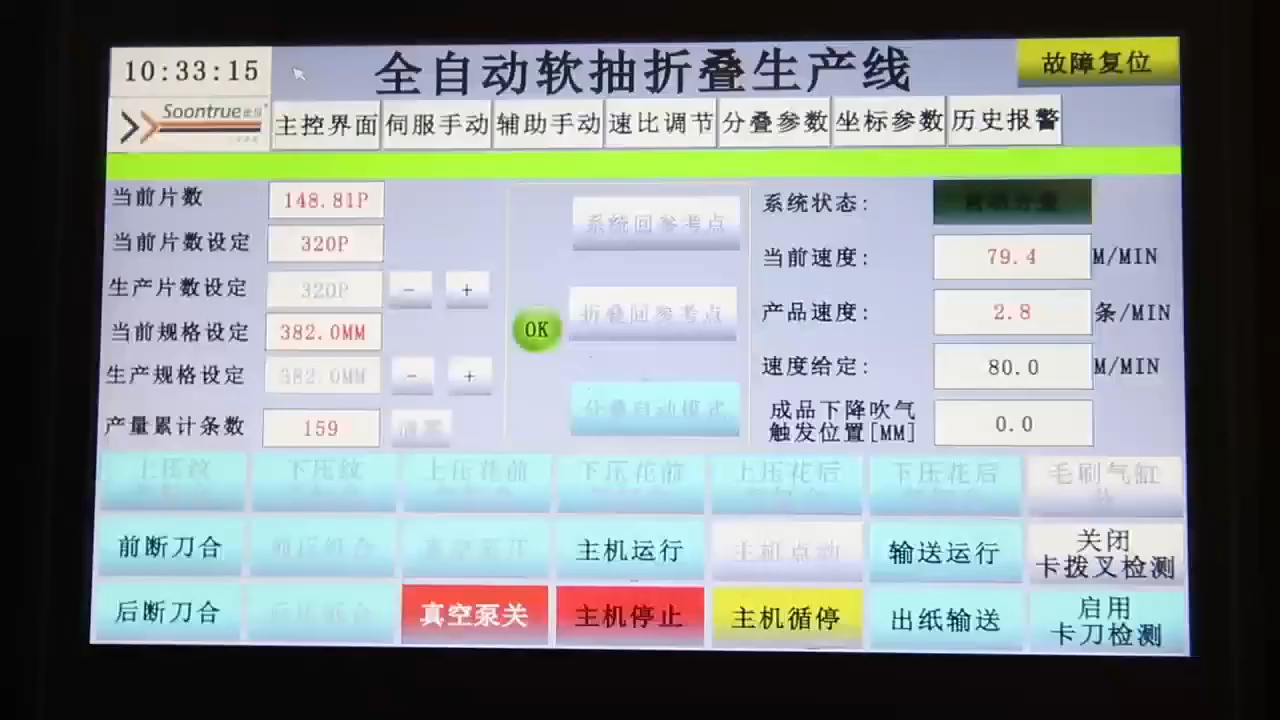 10:33:15
全自动软抽折叠生产线
故障复位
Soontrue
主控界面 伺服手动 辅助手动 速比调节 分叠参数 坐标参数 历史报警
当前片数 148.81P
当前片数设定 320P
生产片数设定 320P - +
当前规格设定 382.0MM
生产规格设定 382.0MM - +
产量累计条数 159
系统回参考点
OK
折叠回参考点
分叠自动模式
系统状态:
当前速度: 79.4 M/MIN
产品速度: 2.8 条/MIN
速度给定: 80.0 M/MIN
成品下降吹气
触发位置[MM] 0.0
上压纹 下压纹 上压花前 下压花前 上压花后 下压花后 毛刷气缸
前断刀合 真空泵开 主机运行 主机点动 输送运行 关闭
卡拨叉检测
后断刀合 真空泵关 主机停止 主机循停 出纸输送 启用
卡刀检测